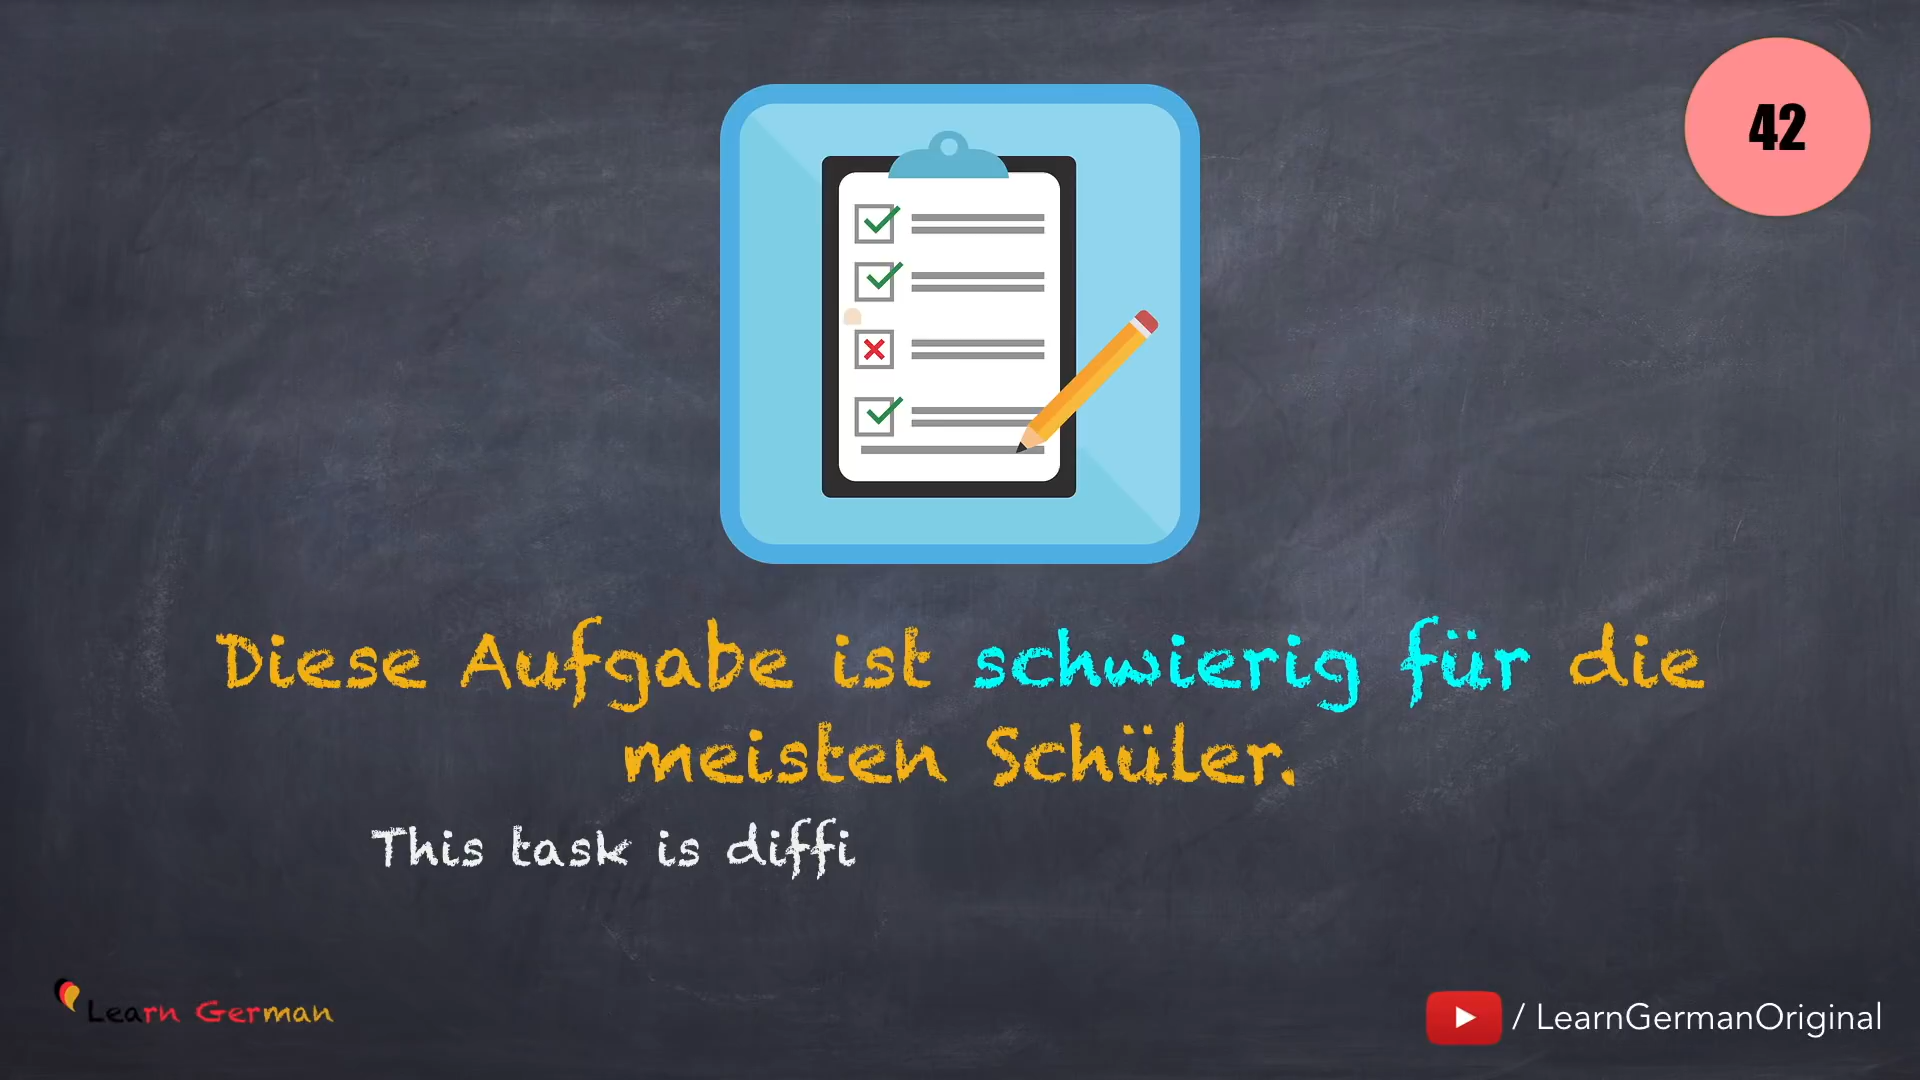 42
Diese Aufgabe ist schwierig für die
meisten Schüler.
This task is diffi
Learn German
/ LearnGermanOriginal